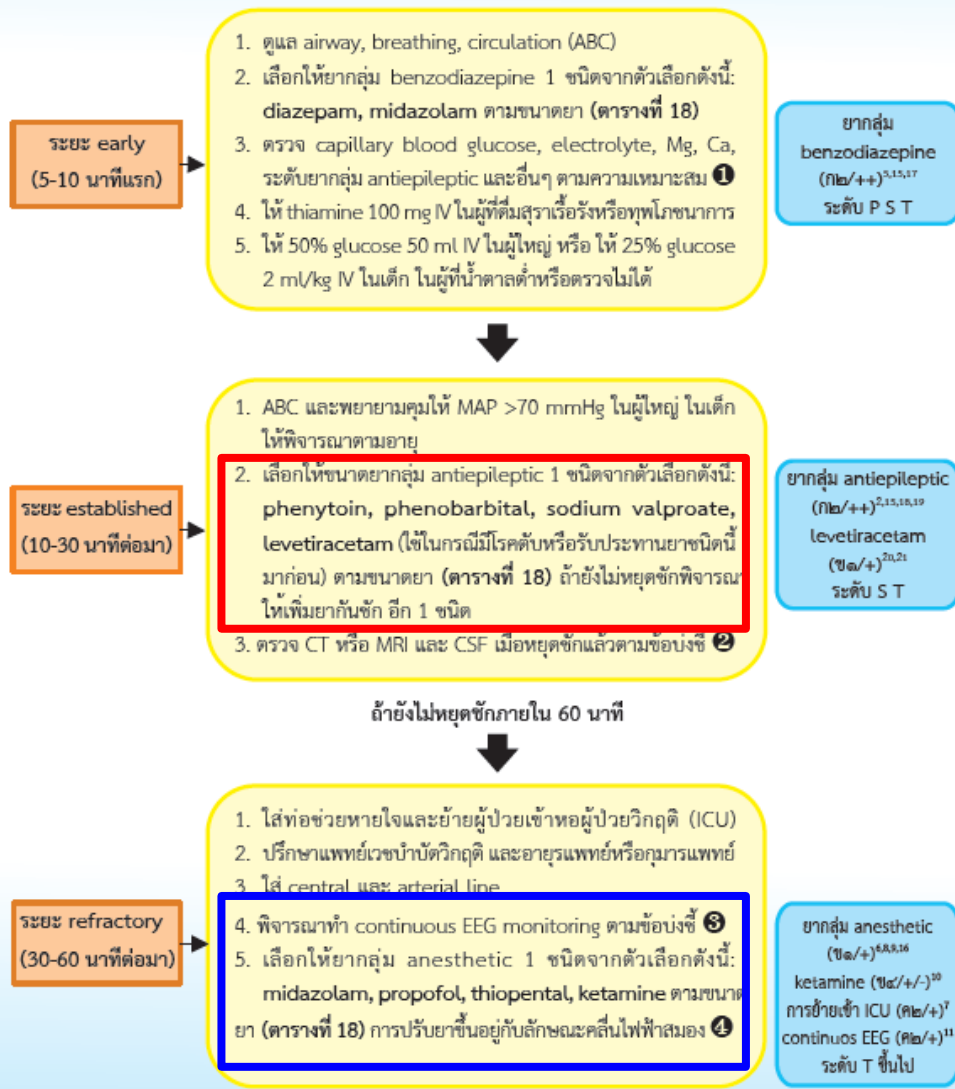 1. ดูแล airway, breathing, circulation (ABC)
2. เลือกให้ยากลุ่ม benzodiazepine 1 ชนิดจากตัวเลือกดังนี้:
diazepam, midazolam ตามขนาดยา (ตารางที่ 18)
3. ตรวจ capillary blood glucose, electrolyte, Mg, Ca,
ระดับยากลุ่ม antiepileptic และอื่นๆ ตามความเหมาะสม ❶
4. ให้ thiamine 100 mg IV ในผู้ที่ดื่มสุราเรื้อรังหรือทุพโภชนาการ
5. ให้ 50% glucose 50 ml IV ในผู้ใหญ่ หรือ ให้ 25% glucose
2 ml/kg IV ในเด็ก ในผู้ที่น้ำตาลต่ำหรือตรวจไม่ได้
ระยะ early
(5-10 นาทีแรก)
ยากลุ่ม
benzodiazepine
(ก๒/++)⁵,¹⁵,¹⁷
ระดับ P S T
1. ABC และพยายามคุมให้ MAP >70 mmHg ในผู้ใหญ่ ในเด็ก
ให้พิจารณาตามอายุ
2. เลือกให้ขนาดยากลุ่ม antiepileptic 1 ชนิดจากตัวเลือกดังนี้:
phenytoin, phenobarbital, sodium valproate,
levetiracetam (ใช้ในกรณีมีโรคตับหรือรับประทานยาชนิดนี้
มาก่อน) ตามขนาดยา (ตารางที่ 18) ถ้ายังไม่หยุดชักพิจารณา
ให้เพิ่มยากันชัก อีก 1 ชนิด
3. ตรวจ CT หรือ MRI และ CSF เมื่อหยุดชักแล้วตามข้อบ่งชี้ ❷
ระยะ established
(10-30 นาทีต่อมา)
ยากลุ่ม antiepileptic
(ก๒/++)²,¹⁵,¹⁸,¹⁹
levetiracetam
(ข๑/+)²⁰,²¹
ระดับ S T
ถ้ายังไม่หยุดชักภายใน 60 นาที
1. ใส่ท่อช่วยหายใจและย้ายผู้ป่วยเข้าหอผู้ป่วยวิกฤติ (ICU)
2. ปรึกษาแพทย์เวชบำบัดวิกฤติ และอายุรแพทย์หรือกุมารแพทย์
3. ใส่ central และ arterial line
4. พิจารณาทำ continuous EEG monitoring ตามข้อบ่งชี้ ❸
5. เลือกให้ยากลุ่ม anesthetic 1 ชนิดจากตัวเลือกดังนี้:
midazolam, propofol, thiopental, ketamine ตามขนาด
ยา (ตารางที่ 18) การปรับยาขึ้นอยู่กับลักษณะคลื่นไฟฟ้าสมอง ❹
ระยะ refractory
(30-60 นาทีต่อมา)
ยากลุ่ม anesthetic
(ข๑/+)⁶,⁸,⁹,¹⁶
ketamine (ข๔/+/-)¹⁰
การย้ายเข้า ICU (ค๒/+)⁷
continuos EEG (ค๒/+)¹¹
ระดับ T ขึ้นไป